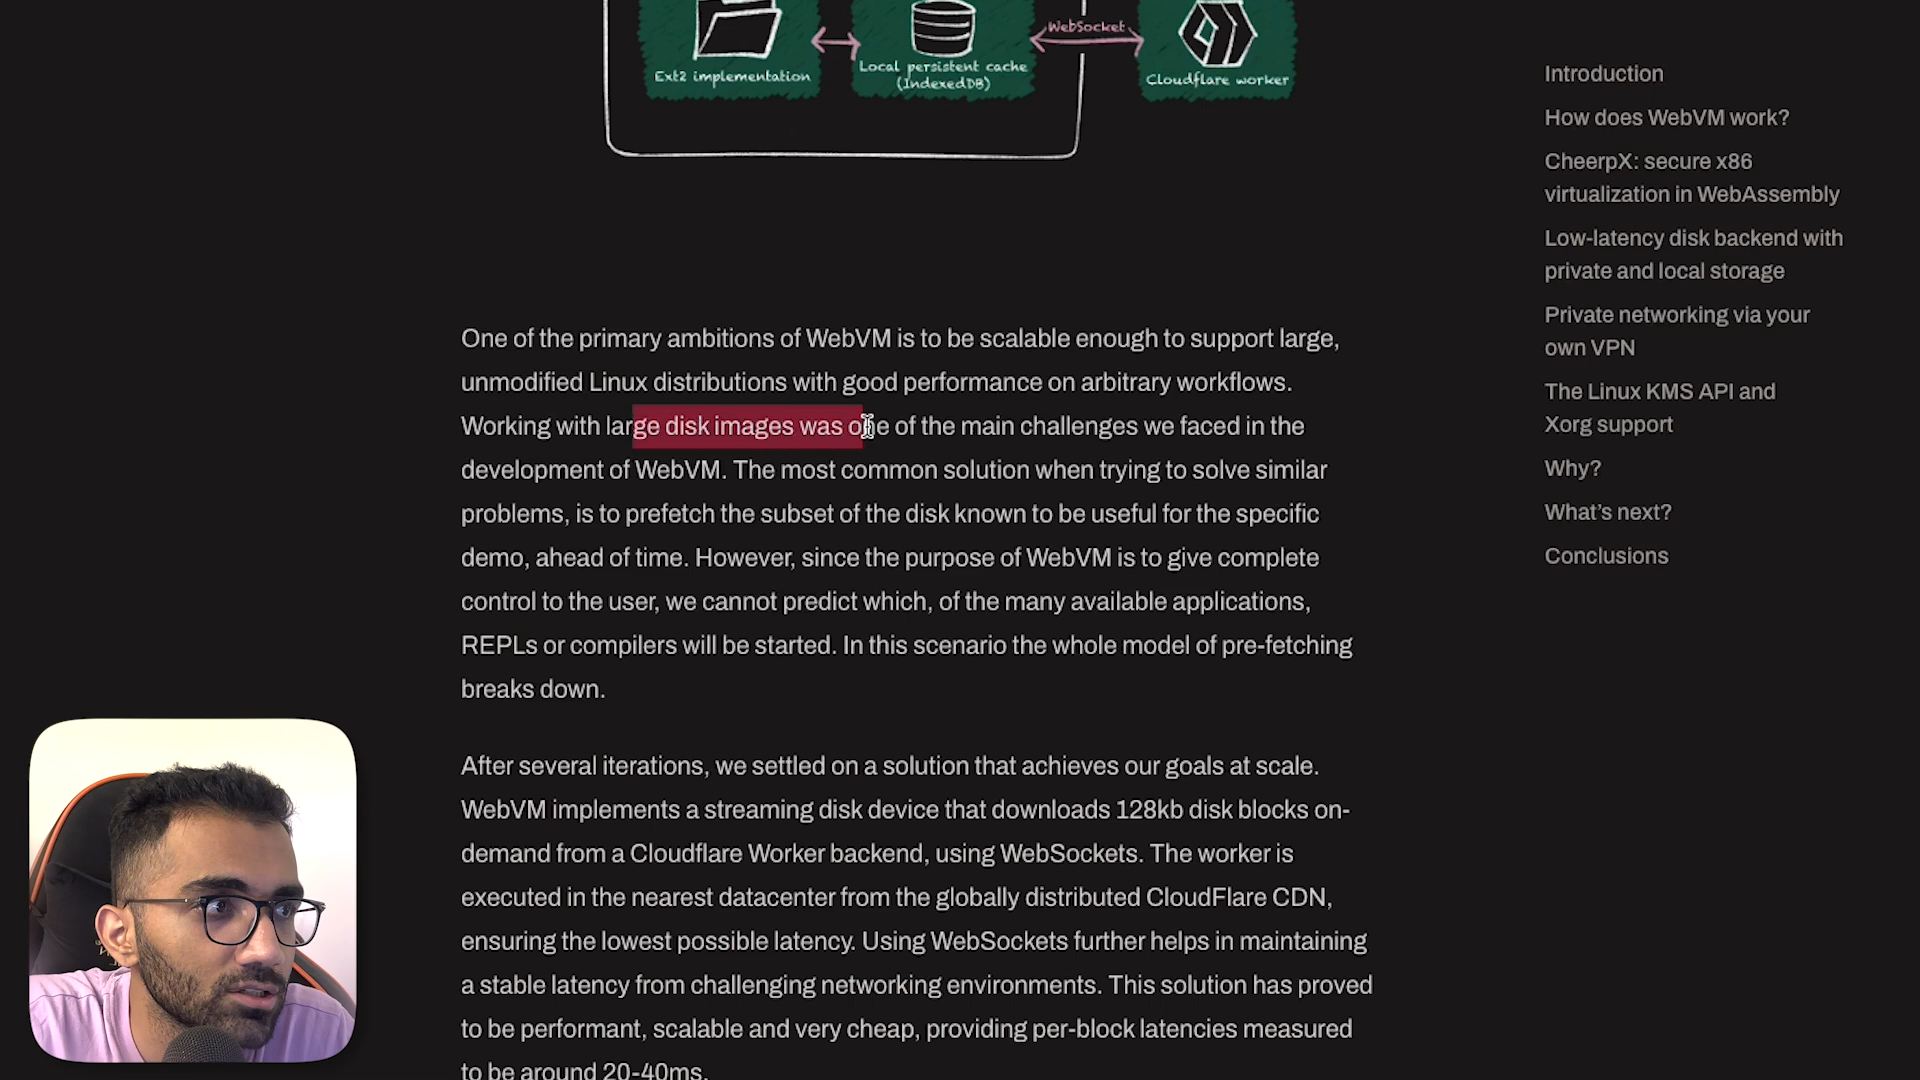 WebSocket
Ext2 implementation
Local persistent cache
(IndexedDB)
Cloudflare worker
One of the primary ambitions of WebVM is to be scalable enough to support large,
unmodified Linux distributions with good performance on arbitrary workflows.
Working with large disk images was one of the main challenges we faced in the
development of WebVM. The most common solution when trying to solve similar
problems, is to prefetch the subset of the disk known to be useful for the specific
demo, ahead of time. However, since the purpose of WebVM is to give complete
control to the user, we cannot predict which, of the many available applications,
REPLs or compilers will be started. In this scenario the whole model of pre-fetching
breaks down.
After several iterations, we settled on a solution that achieves our goals at scale.
WebVM implements a streaming disk device that downloads 128kb disk blocks on-
demand from a Cloudflare Worker backend, using WebSockets. The worker is
executed in the nearest datacenter from the globally distributed CloudFlare CDN,
ensuring the lowest possible latency. Using WebSockets further helps in maintaining
a stable latency from challenging networking environments. This solution has proved
to be performant, scalable and very cheap, providing per-block latencies measured
to be around 20-40ms.
Introduction
How does WebVM work?
CheerpX: secure x86
virtualization in WebAssembly
Low-latency disk backend with
private and local storage
Private networking via your
own VPN
The Linux KMS API and
Xorg support
Why?
What's next?
Conclusions